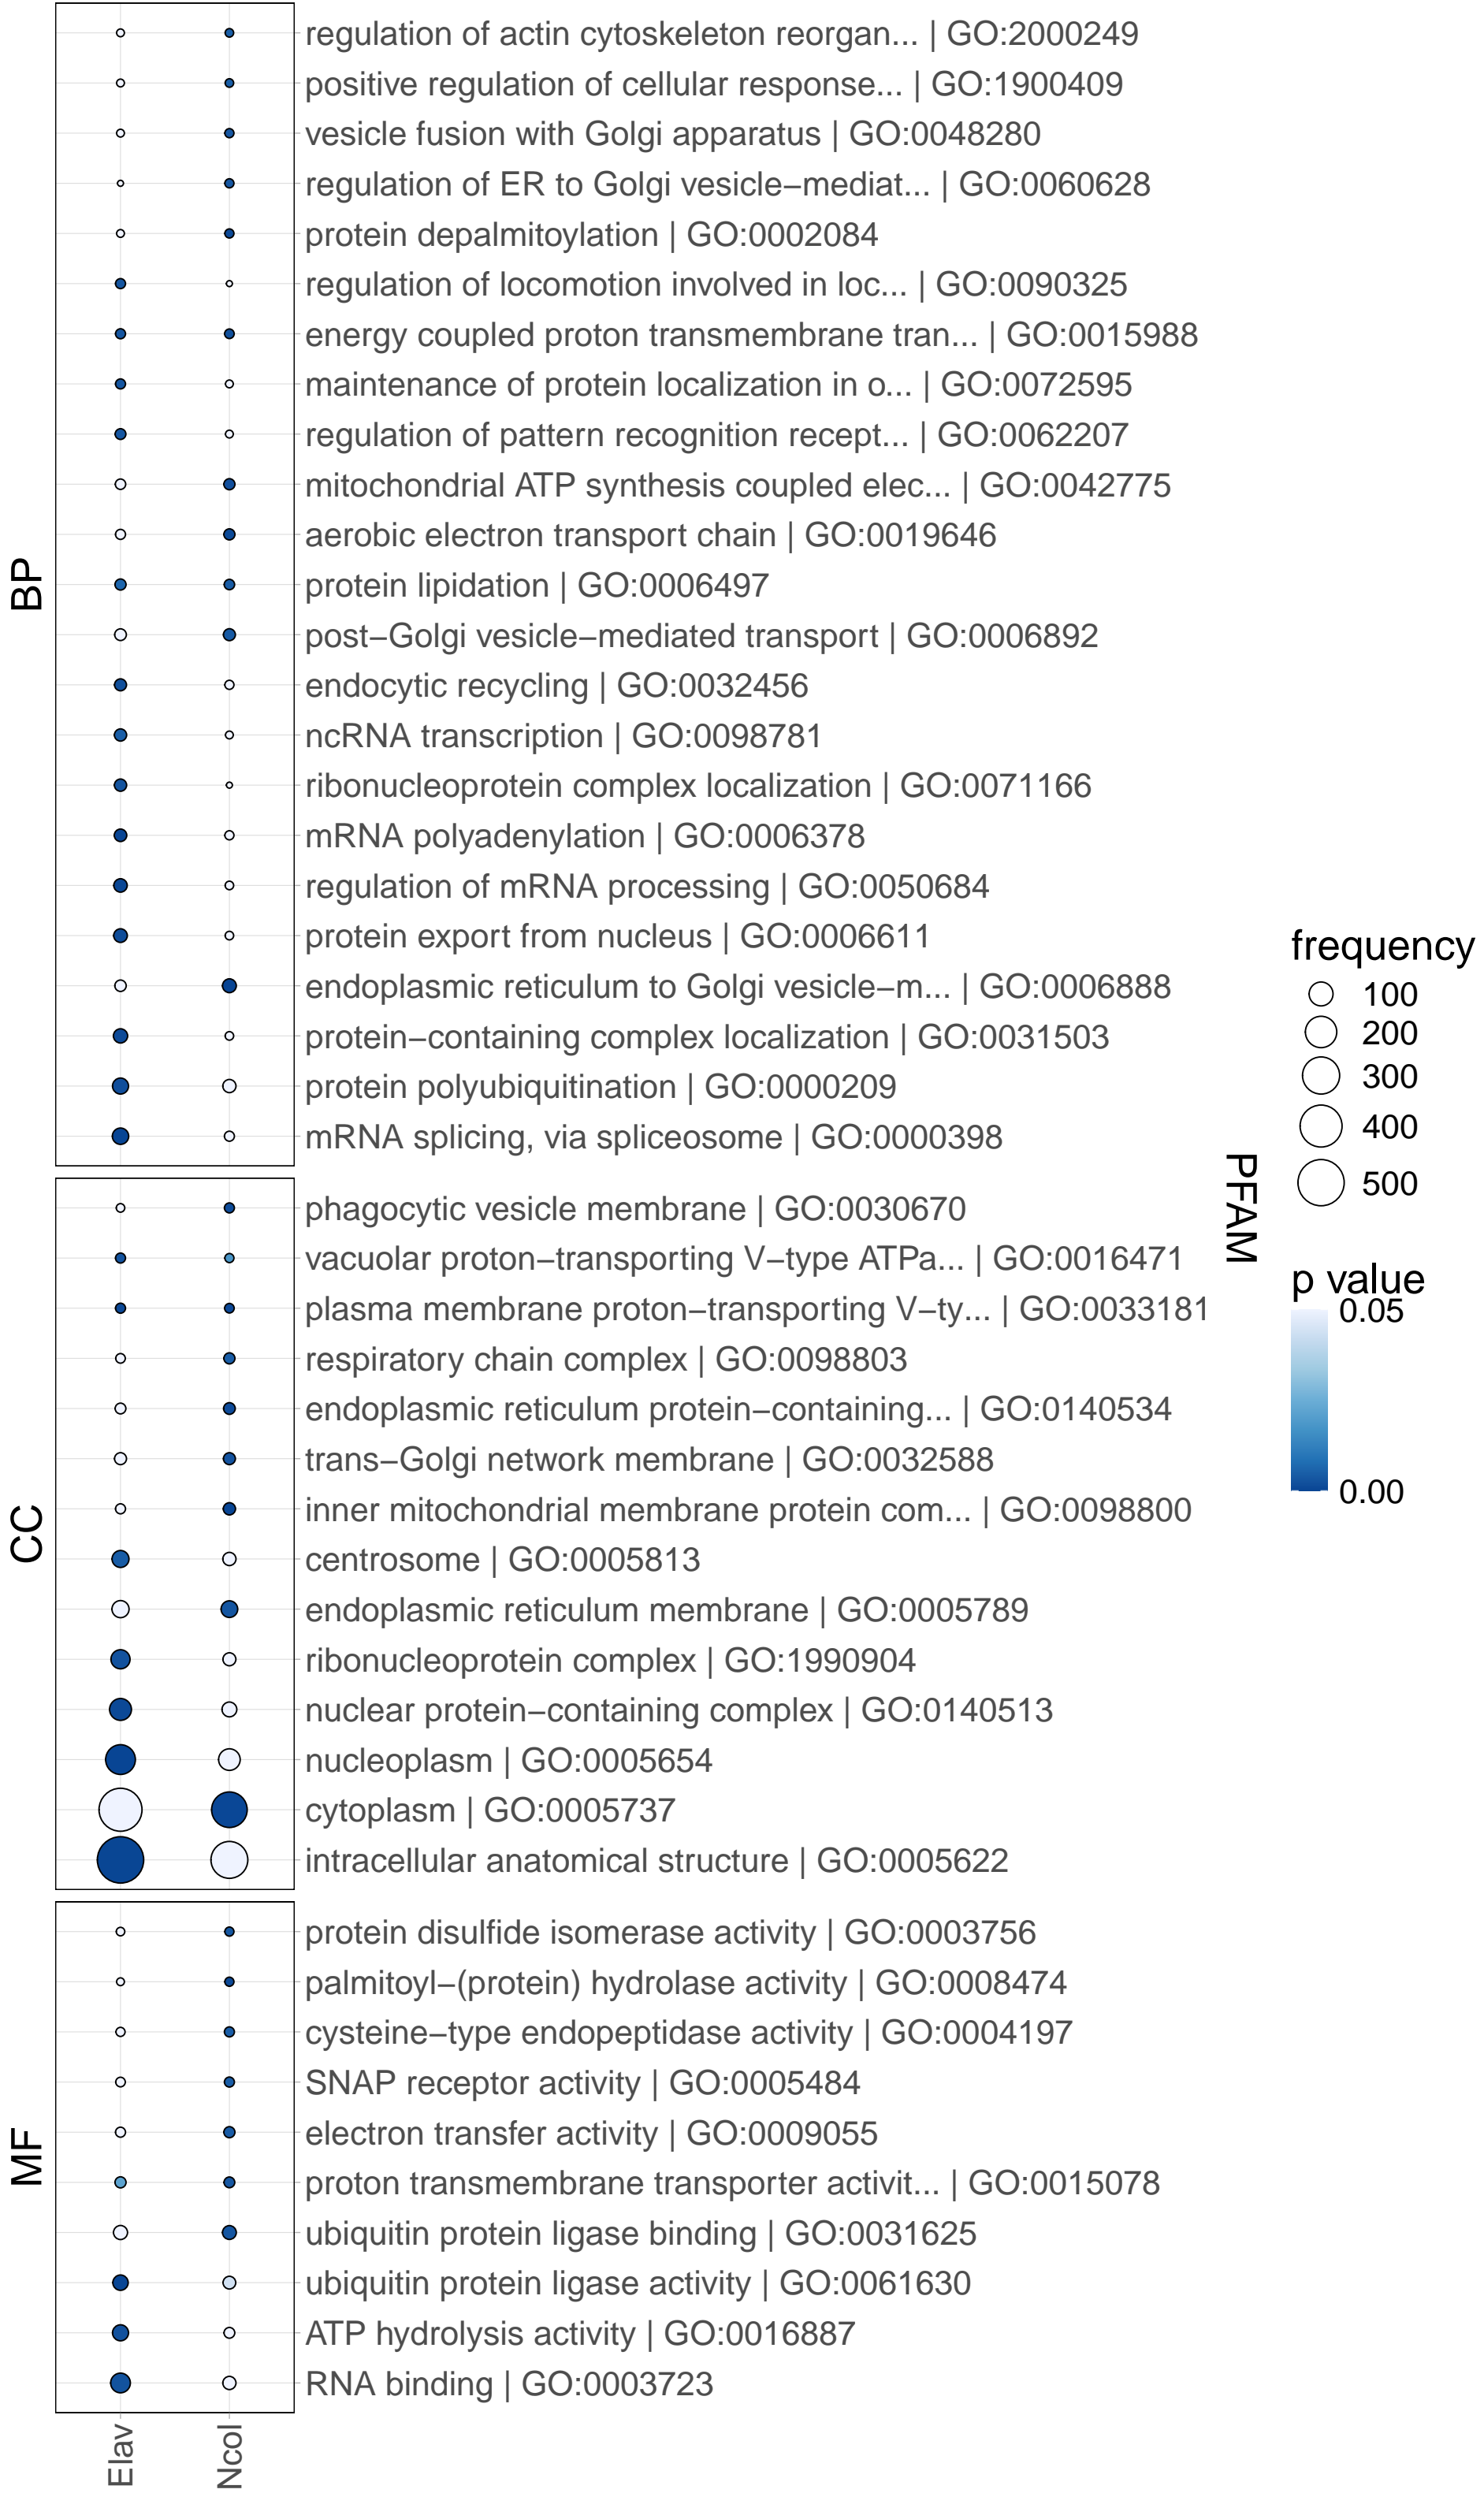 BP
regulation of actin cytoskeleton reorgan... | GO:2000249
positive regulation of cellular response... | GO:1900409
vesicle fusion with Golgi apparatus | GO:0048280
regulation of ER to Golgi vesicle−mediat... | GO:0060628
protein depalmitoylation | GO:0002084
regulation of locomotion involved in loc... | GO:0090325
energy coupled proton transmembrane tran... | GO:0015988
maintenance of protein localization in o... | GO:0072595
regulation of pattern recognition recept... | GO:0062207
mitochondrial ATP synthesis coupled elec... | GO:0042775
aerobic electron transport chain | GO:0019646
protein lipidation | GO:0006497
post−Golgi vesicle−mediated transport | GO:0006892
endocytic recycling | GO:0032456
ncRNA transcription | GO:0098781
ribonucleoprotein complex localization | GO:0071166
mRNA polyadenylation | GO:0006378
regulation of mRNA processing | GO:0050684
protein export from nucleus | GO:0006611
endoplasmic reticulum to Golgi vesicle−m... | GO:0006888
protein−containing complex localization | GO:0031503
protein polyubiquitination | GO:0000209
mRNA splicing, via spliceosome | GO:0000398
CC
phagocytic vesicle membrane | GO:0030670
vacuolar proton−transporting V−type ATPa... | GO:0016471
plasma membrane proton−transporting V−ty... | GO:0033181
respiratory chain complex | GO:0098803
endoplasmic reticulum protein−containing... | GO:0140534
trans−Golgi network membrane | GO:0032588
inner mitochondrial membrane protein com... | GO:0098800
centrosome | GO:0005813
endoplasmic reticulum membrane | GO:0005789
ribonucleoprotein complex | GO:1990904
nuclear protein−containing complex | GO:0140513
nucleoplasm | GO:0005654
cytoplasm | GO:0005737
intracellular anatomical structure | GO:0005622
MF
protein disulfide isomerase activity | GO:0003756
palmitoyl−(protein) hydrolase activity | GO:0008474
cysteine−type endopeptidase activity | GO:0004197
SNAP receptor activity | GO:0005484
electron transfer activity | GO:0009055
proton transmembrane transporter activit... | GO:0015078
ubiquitin protein ligase binding | GO:0031625
ubiquitin protein ligase activity | GO:0061630
ATP hydrolysis activity | GO:0016887
RNA binding | GO:0003723
Elav
Ncol
PFAM
frequency
100
200
300
400
500
p value
0.05
0.00